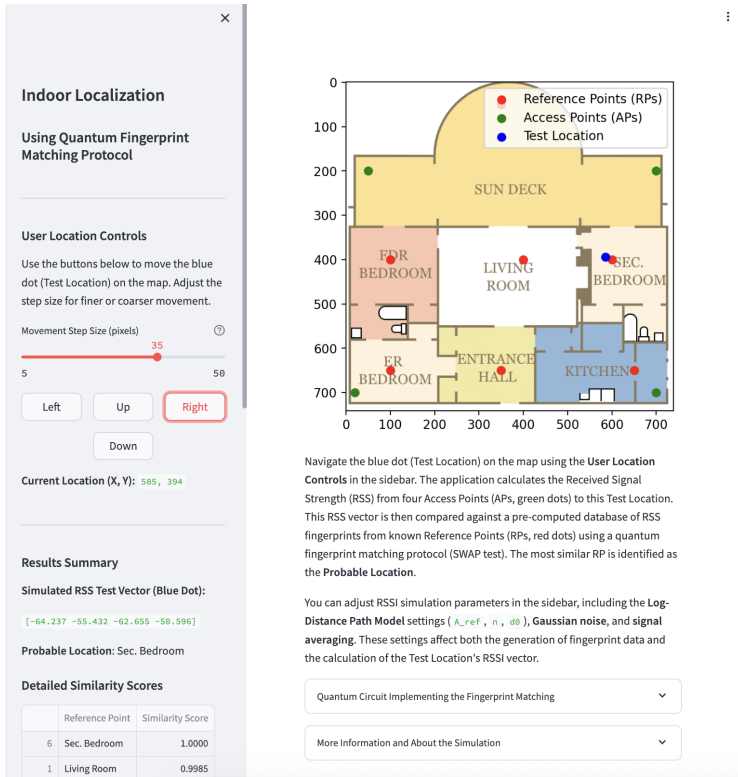 Indoor Localization
Using Quantum Fingerprint
Matching Protocol
User Location Controls
Use the buttons below to move the blue
dot (Test Location) on the map. Adjust the
step size for finer or coarser movement.
Movement Step Size (pixels)
35
5
50
Left
Up
Right
Down
Current Location (X, Y): 585, 394
Results Summary
Simulated RSS Test Vector (Blue Dot):
[-64.237 -55.432 -62.655 -50.596]
Probable Location: Sec. Bedroom
Detailed Similarity Scores
Reference Point Similarity Score
6 Sec. Bedroom 1.0000
1 Living Room 0.9985
0
100
200
300
400
500
600
700
0 100 200 300 400 500 600 700
Reference Points (RPs)
Access Points (APs)
Test Location
SUN DECK
FDR
BEDROOM
LIVING
ROOM
SEC.
BEDROOM
ER
BEDROOM
ENTRANCE
HALL
KITCHEN
Navigate the blue dot (Test Location) on the map using the User Location
Controls in the sidebar. The application calculates the Received Signal
Strength (RSS) from four Access Points (APs, green dots) to this Test Location.
This RSS vector is then compared against a pre-computed database of RSS
fingerprints from known Reference Points (RPs, red dots) using a quantum
fingerprint matching protocol (SWAP test). The most similar RP is identified as
the Probable Location.
You can adjust RSSI simulation parameters in the sidebar, including the Log-
Distance Path Model settings ( A_ref , n , d0 ), Gaussian noise, and signal
averaging. These settings affect both the generation of fingerprint data and
the calculation of the Test Location's RSSI vector.
Quantum Circuit Implementing the Fingerprint Matching
More Information and About the Simulation